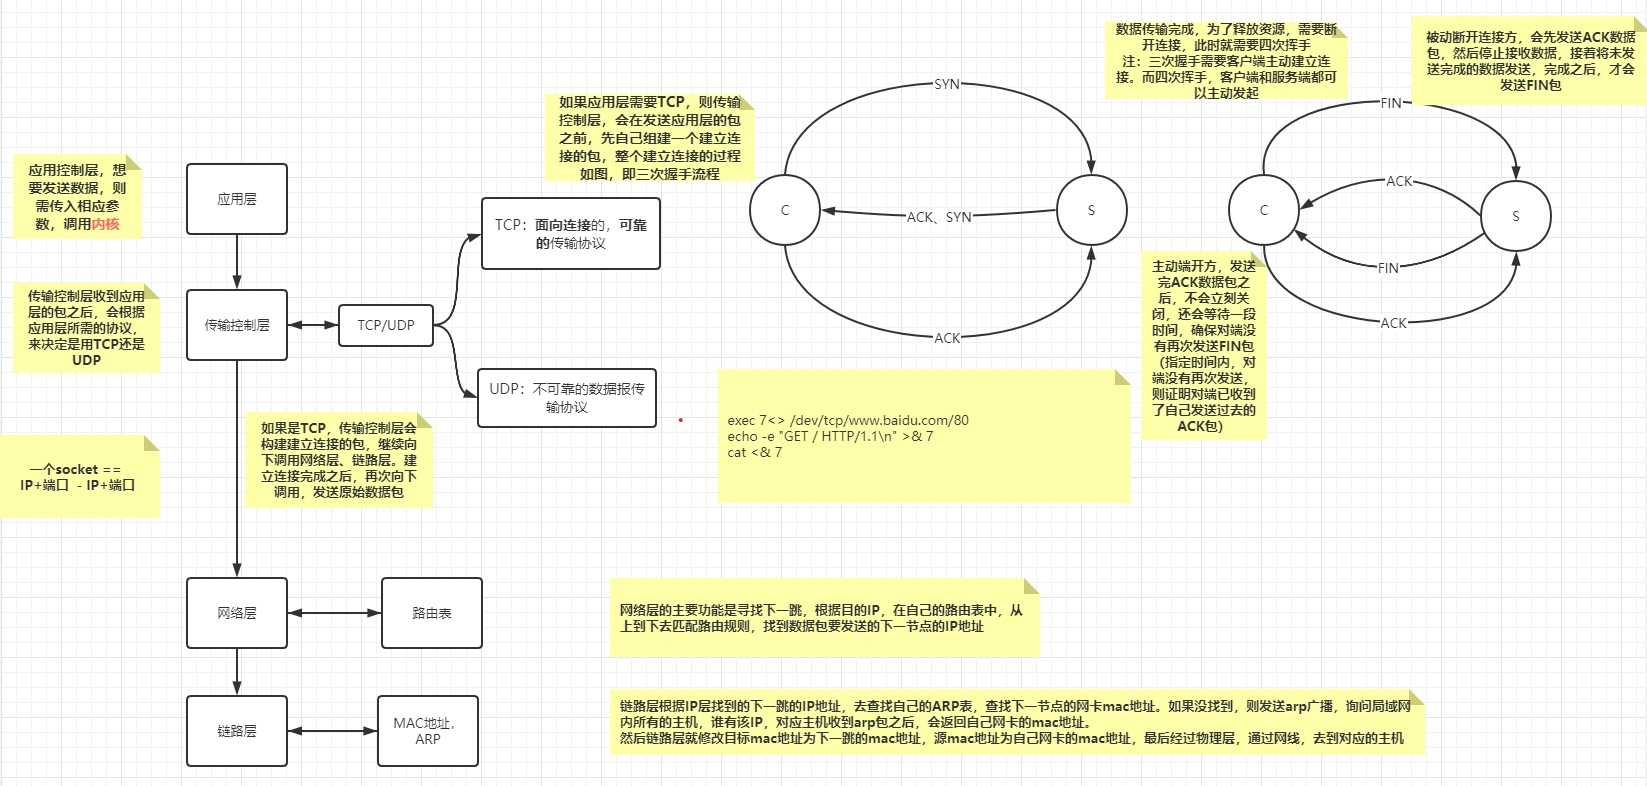 应用控制层，想
要发送数据，则
需传入相应参
数，调用内核
应用层
传输控制层收到应用
层的包之后，会根据
应用层所需的协议，
来决定是用TCP还是
UDP
传输控制层
TCP/UDP
TCP：面向连接的，可靠
的传输协议
UDP：不可靠的数据报传
输协议
一个socket ==
IP+端口 - IP+端口
如果是TCP，传输控制层会
构建建立连接的包，继续向
下调用网络层、链路层。建
立连接完成之后，再次向下
调用，发送原始数据包
网络层
路由表
链路层
MAC地址，
ARP
如果应用层需要TCP，则传输
控制层，会在发送应用层的包
之前，先自己组建一个建立连
接的包，整个建立连接的过程
如图，即三次握手流程
SYN
C
ACK、SYN
S
ACK
数据传输完成，为了释放资源，需要断
开连接，此时就需要四次挥手
注：三次握手需要客户端主动建立连
接。而四次挥手，客户端和服务端都可
以主动发起
被动断开连接方，会先发送ACK数据
包，然后停止接收数据，接着将未发
送完成的数据发送，完成之后，才会
发送FIN包
FIN
ACK
C
S
FIN
ACK
主动端开方，发送
完ACK数据包之
后，不会立刻关
闭，还会等待一段
时间，确保对端没
有再次发送FIN包
（指定时间内，对
端没有再次发送，
则证明对端已收到
了自己发送过去的
ACK包）
exec 7<> /dev/tcp/www.baidu.com/80
echo -e "GET / HTTP/1.1\n" >& 7
cat <& 7
网络层的主要功能是寻找下一跳，根据目的IP，在自己的路由表中，从
上到下去匹配路由规则，找到数据包要发送的下一节点的IP地址
链路层根据IP层找到的下一跳的IP地址，去查找自己的ARP表，查找下一节点的网卡mac地址。如果没找到，则发送arp广播，询问局域网
内所有的主机，谁有该IP，对应主机收到arp包之后，会返回自己网卡的mac地址。
然后链路层就修改目标mac地址为下一跳的mac地址，源mac地址为自己网卡的mac地址，最后经过物理层，通过网线，去到对应的主机